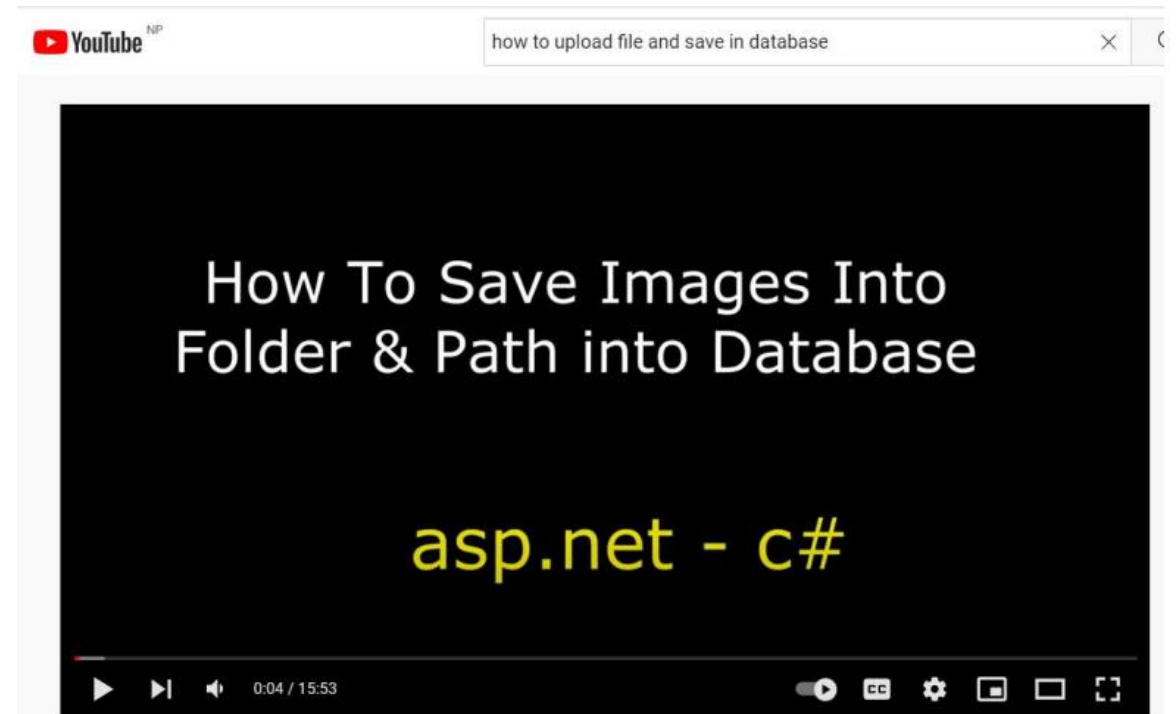 YouTube NP
how to upload file and save in database
How To Save Images Into
Folder & Path into Database
asp.net - c#
0:04 / 15:53
CC